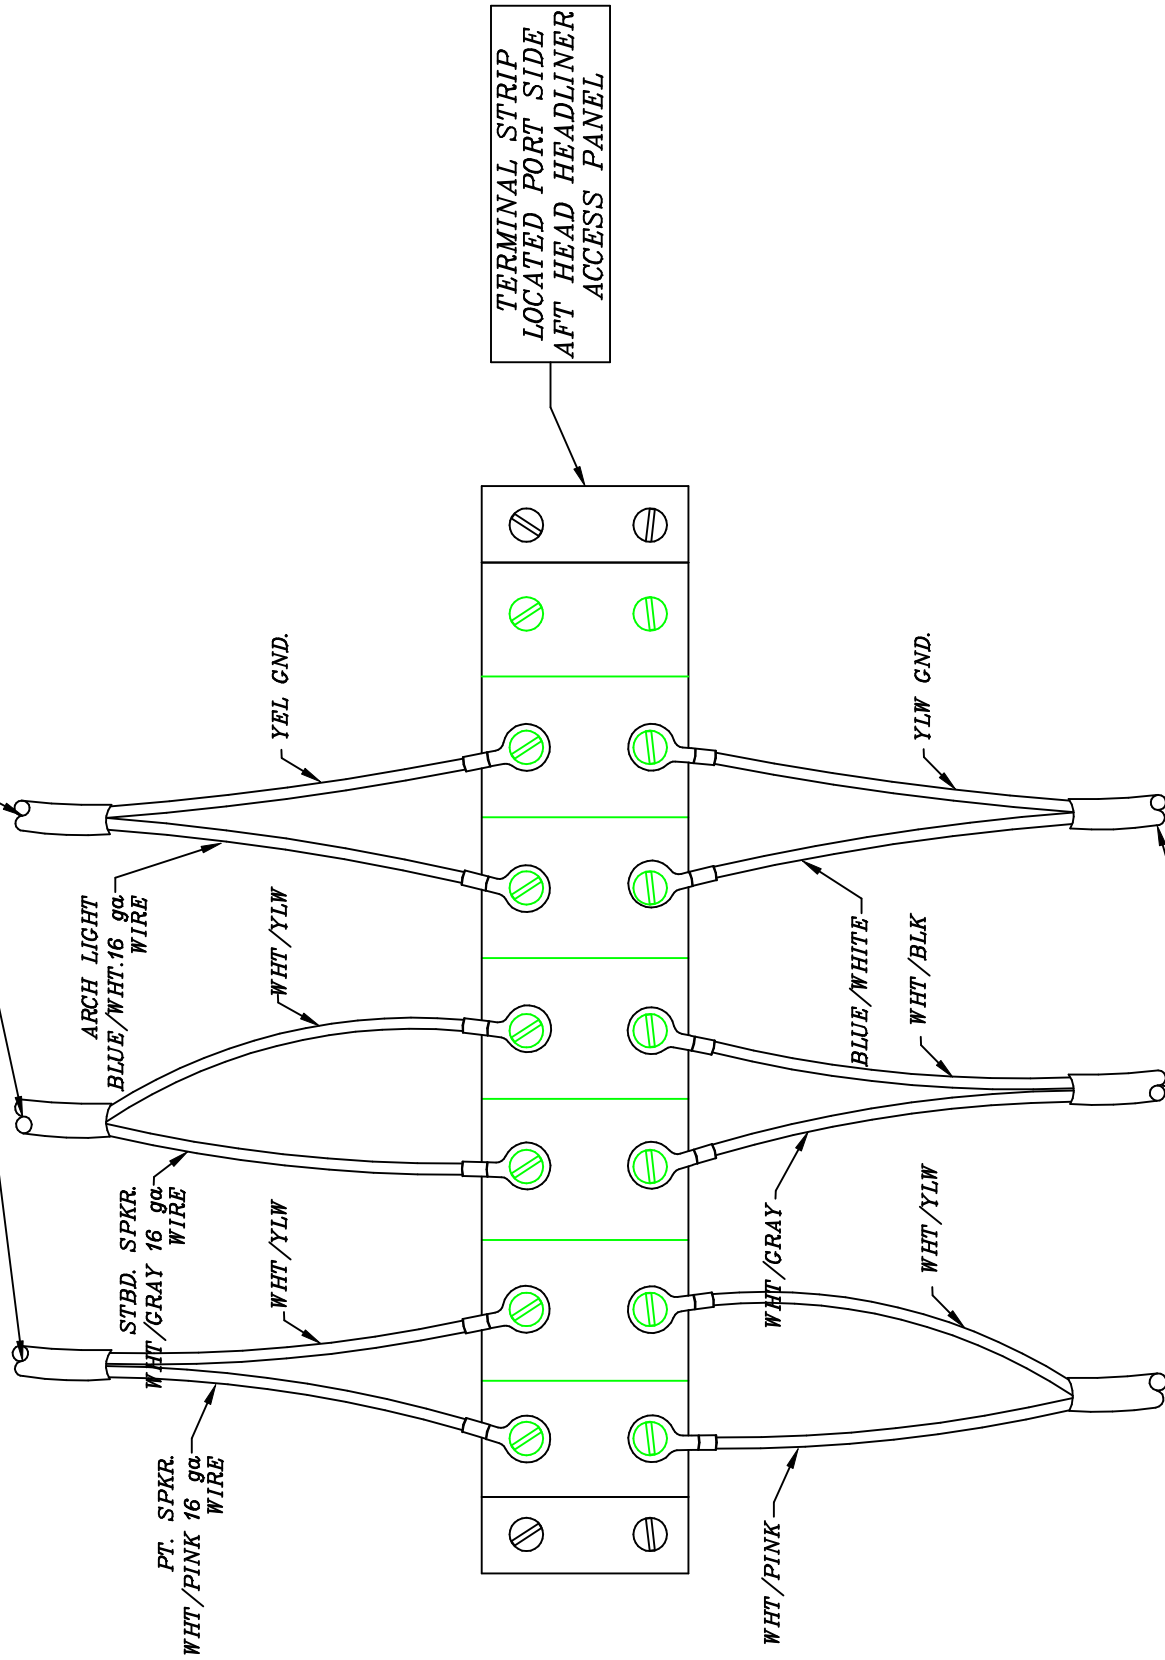 TERMINAL STRIP
LOCATED PORT SIDE
AFT HEAD HEADLINER
ACCESS PANEL
YEL GND.
ARCH LIGHT
BLUE/WHT.16 ga
WIRE
WHT/YLW
STBD. SPKR.
WHT/GRAY 16 ga
WIRE
WHT/YLW
PT. SPKR.
WHT/PINK 16 ga
WIRE
YLW GND.
BLUE/WHITE
WHT/BLK
WHT/GRAY
WHT/YLW
WHT/PINK